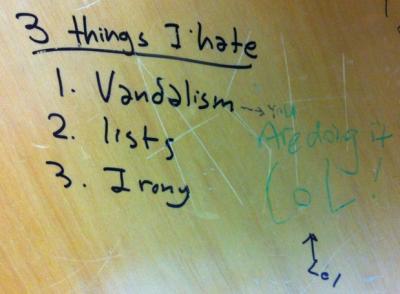 3 things I hate
1. Vandalism → You
Are doing it
2. lists
LOL!
3. Irony
Lol